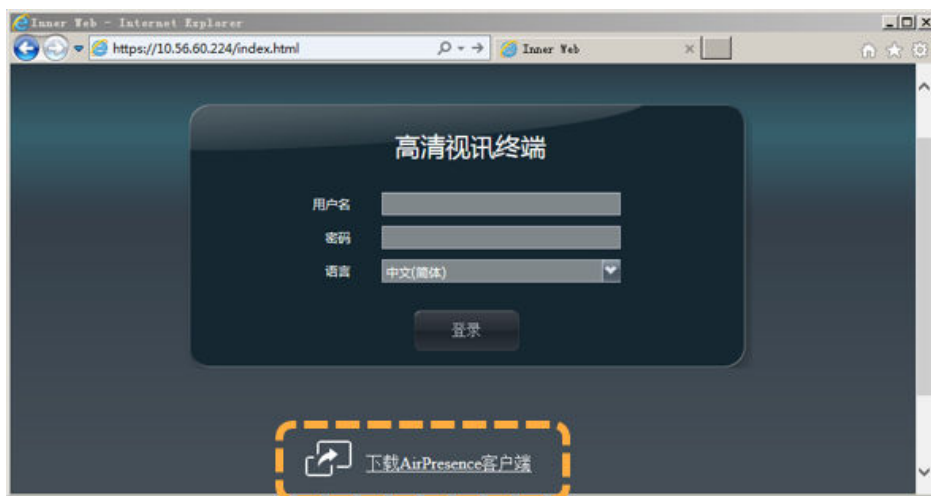 Inner Web - Internet Explorer
https://10.56.60.224/index.html
Inner Web
高清视讯终端
用户名
密码
语言
中文(简体)
登录
下载AirPresence客户端